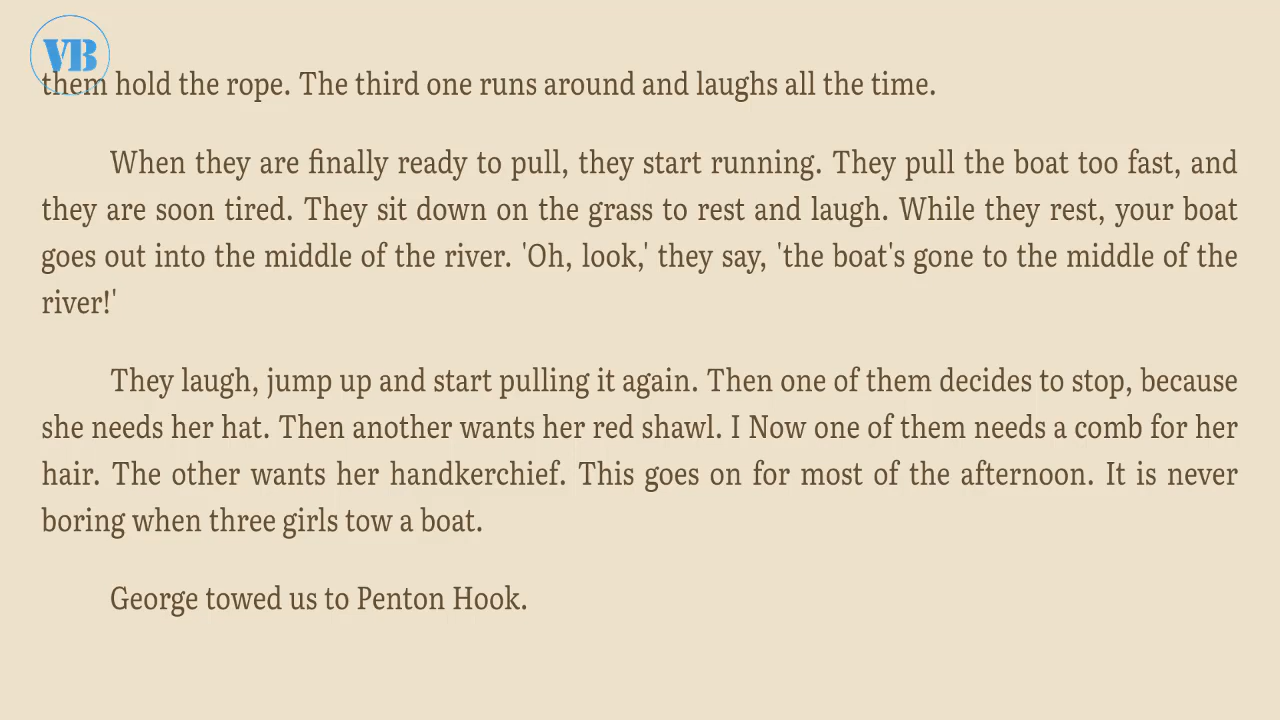 VB
them hold the rope. The third one runs around and laughs all the time.
When they are finally ready to pull, they start running. They pull the boat too fast, and
they are soon tired. They sit down on the grass to rest and laugh. While they rest, your boat
goes out into the middle of the river. 'Oh, look,' they say, 'the boat's gone to the middle of the
river!'
They laugh, jump up and start pulling it again. Then one of them decides to stop, because
she needs her hat. Then another wants her red shawl. I Now one of them needs a comb for her
hair. The other wants her handkerchief. This goes on for most of the afternoon. It is never
boring when three girls tow a boat.
George towed us to Penton Hook.